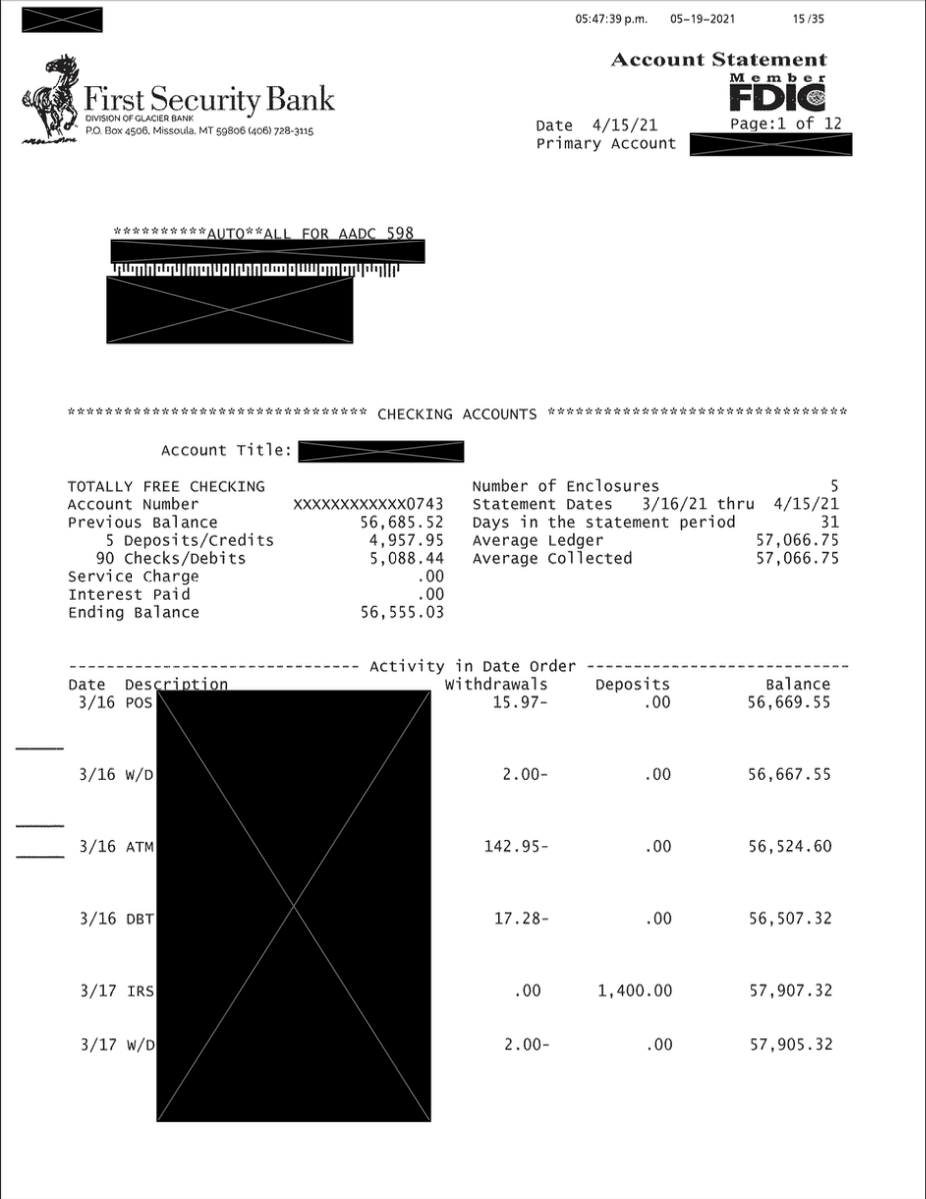 05:47:39 p.m. 05-19-2021 15 /35
Account Statement
Member
FDIC
First Security Bank
DIVISION OF GLACIER BANK
P.O. Box 4506, Missoula, MT 59806 (406) 728-3115
Date 4/15/21 Page:1 of 12
Primary Account
**********AUTO**ALL FOR AADC 598
******************************** CHECKING ACCOUNTS ********************************
Account Title:
TOTALLY FREE CHECKING Number of Enclosures 5
Account Number XXXXXXXXXXXX0743 Statement Dates 3/16/21 thru 4/15/21
Previous Balance 56,685.52 Days in the statement period 31
5 Deposits/Credits 4,957.95 Average Ledger 57,066.75
90 Checks/Debits 5,088.44 Average Collected 57,066.75
Service Charge .00
Interest Paid .00
Ending Balance 56,555.03
------------------------------- Activity in Date Order ----------------------------
Date Description Withdrawals Deposits Balance
3/16 POS 15.97- .00 56,669.55
3/16 W/D 2.00- .00 56,667.55
3/16 ATM 142.95- .00 56,524.60
3/16 DBT 17.28- .00 56,507.32
3/17 IRS .00 1,400.00 57,907.32
3/17 W/D 2.00- .00 57,905.32